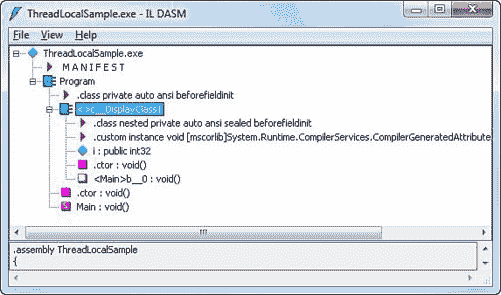 ThreadLocalSample.exe - IL DASM
File View Help
ThreadLocalSample.exe
M A N I F E S T
Program
.class private auto ansi beforefieldinit
<>c__DisplayClass1
.class nested private auto ansi sealed beforefieldinit
.custom instance void [mscorlib]System.Runtime.CompilerServices.CompilerGeneratedAttribute
i : public int32
.ctor : void()
<Main>b__0 : void()
.ctor : void()
Main : void()
.assembly ThreadLocalSample
{